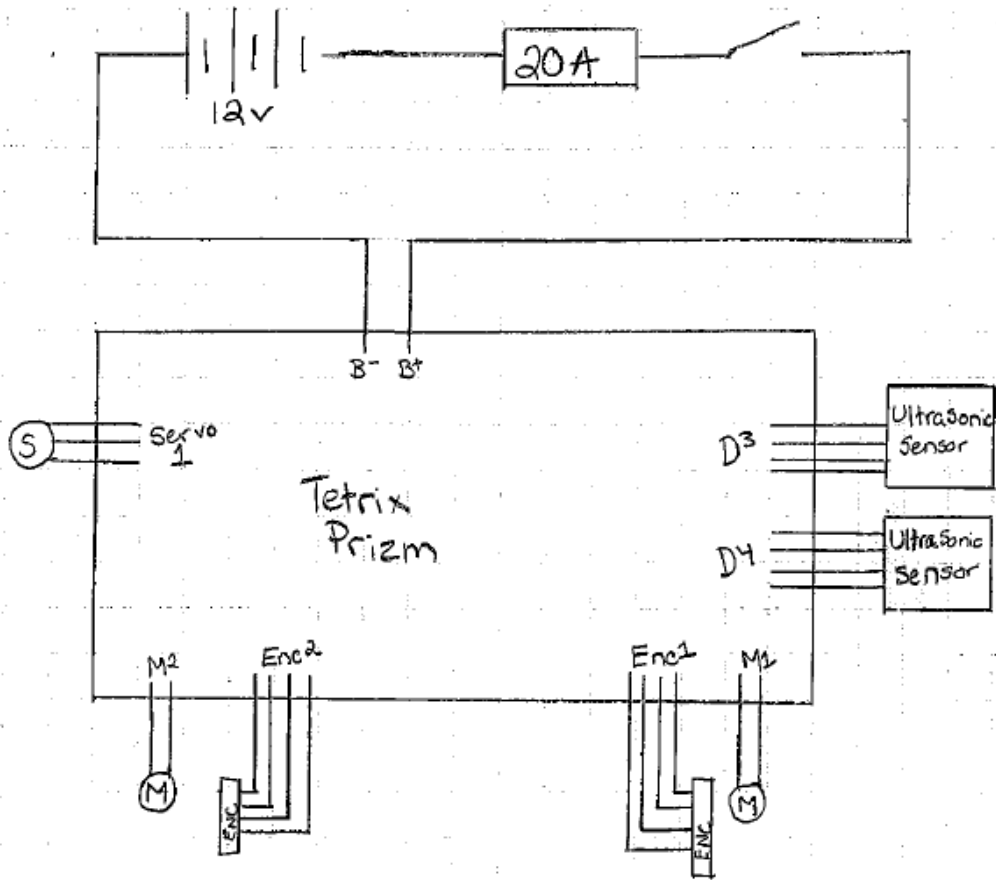 20A
12v
B- B+
Servo
1
S
Tetrix
Prizm
D3
Ultrasonic
Sensor
D4
Ultrasonic
Sensor
M2
Enc2
Enc1
M1
M
ENC
ENC
M